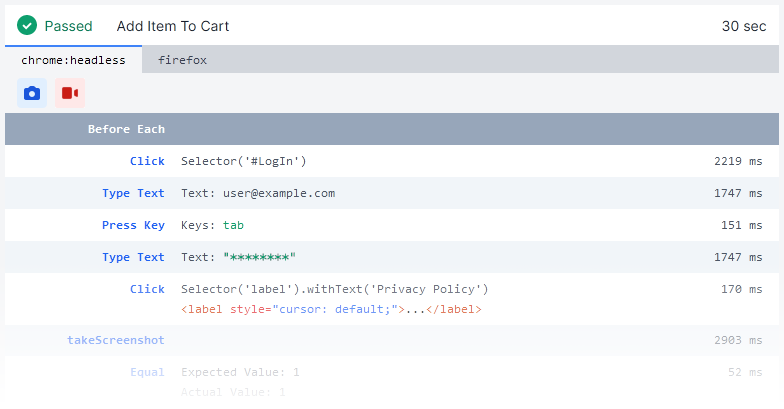 Passed Add Item To Cart 30 sec
chrome:headless firefox
Before Each
Click Selector('#LogIn') 2219 ms
Type Text Text: user@example.com 1747 ms
Press Key Keys: tab 151 ms
Type Text Text: "********" 1747 ms
Click Selector('label').withText('Privacy Policy') 170 ms
<label style="cursor: default;">...</label>
takeScreenshot 2903 ms
Equal Expected Value: 1 52 ms
Actual Value: 1